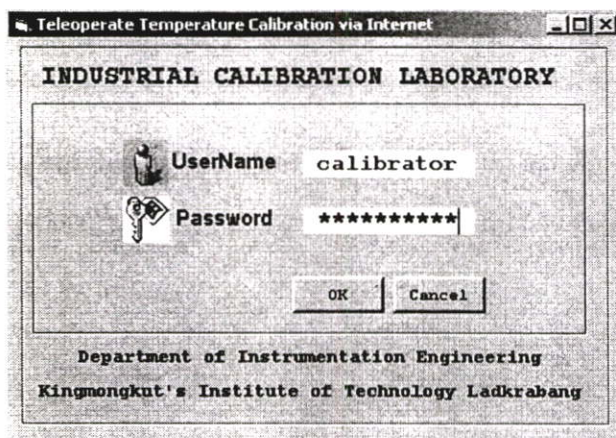 Teleoperate Temperature Calibration via Internet
INDUSTRIAL CALIBRATION LABORATORY
UserName calibrator
Password **********
OK Cancel
Department of Instrumentation Engineering
Kingmongkut's Institute of Technology Ladkrabang